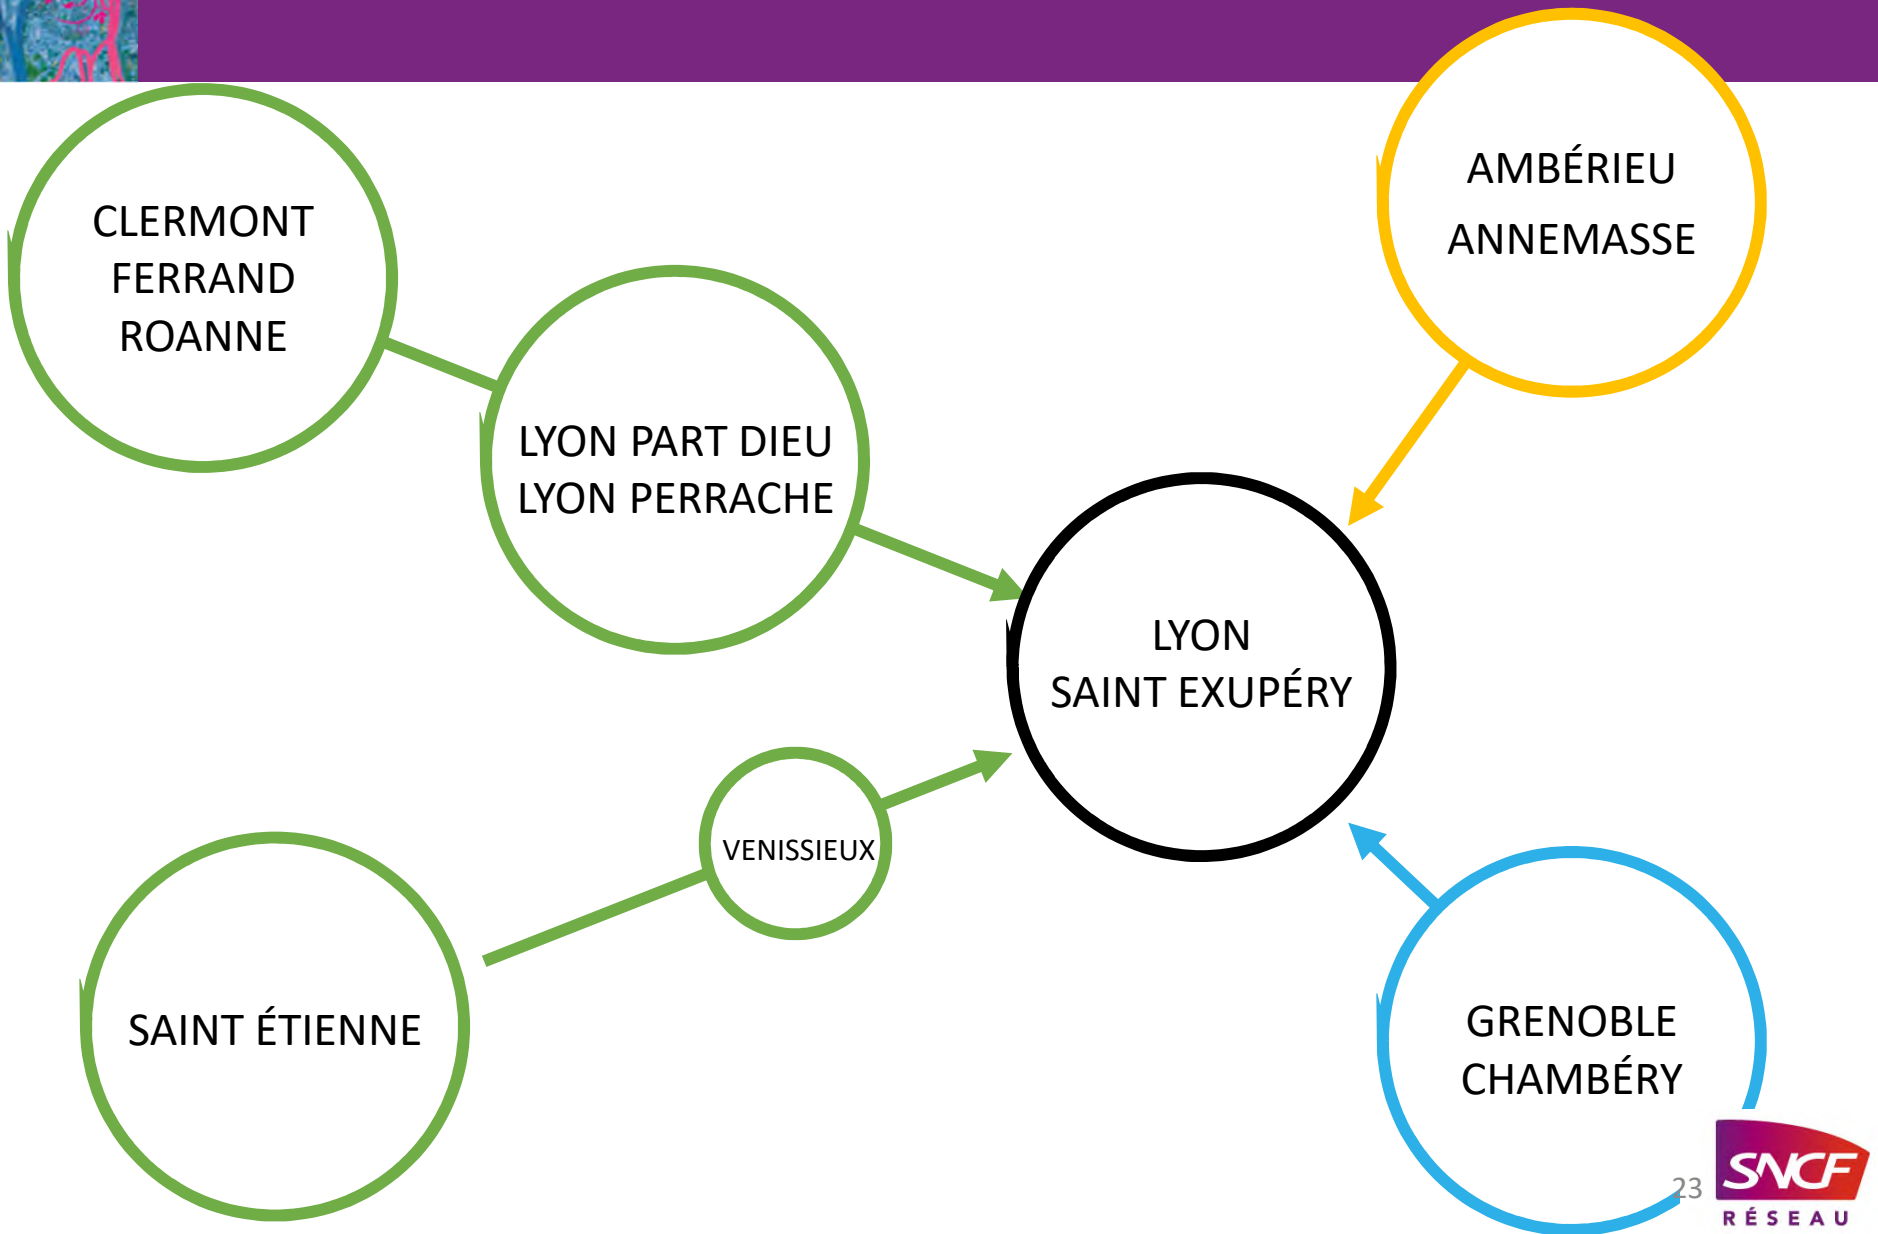 CLERMONT
FERRAND
ROANNE
AMBÉRIEU
ANNEMASSE
LYON PART DIEU
LYON PERRACHE
LYON
SAINT EXUPÉRY
VENISSIEUX
SAINT ÉTIENNE
GRENOBLE
CHAMBÉRY
23
SNCF
RÉSEAU